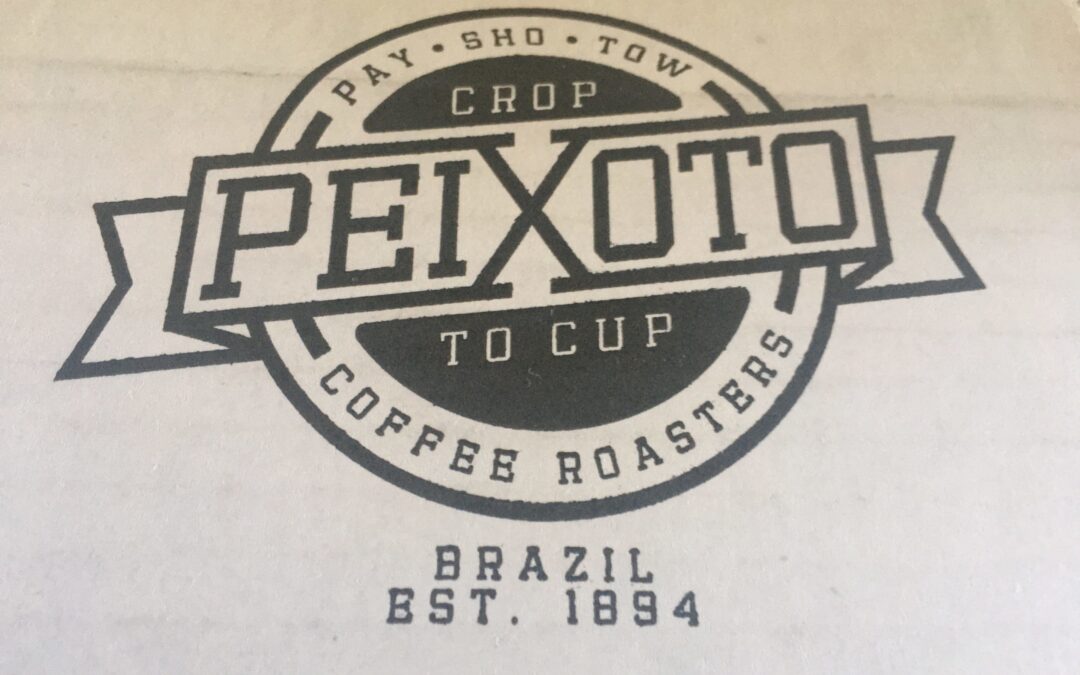 PAY • SHO • TOW
CROP
PEIXOTO
TO CUP
COFFEE ROASTERS
BRAZIL
EST. 1894